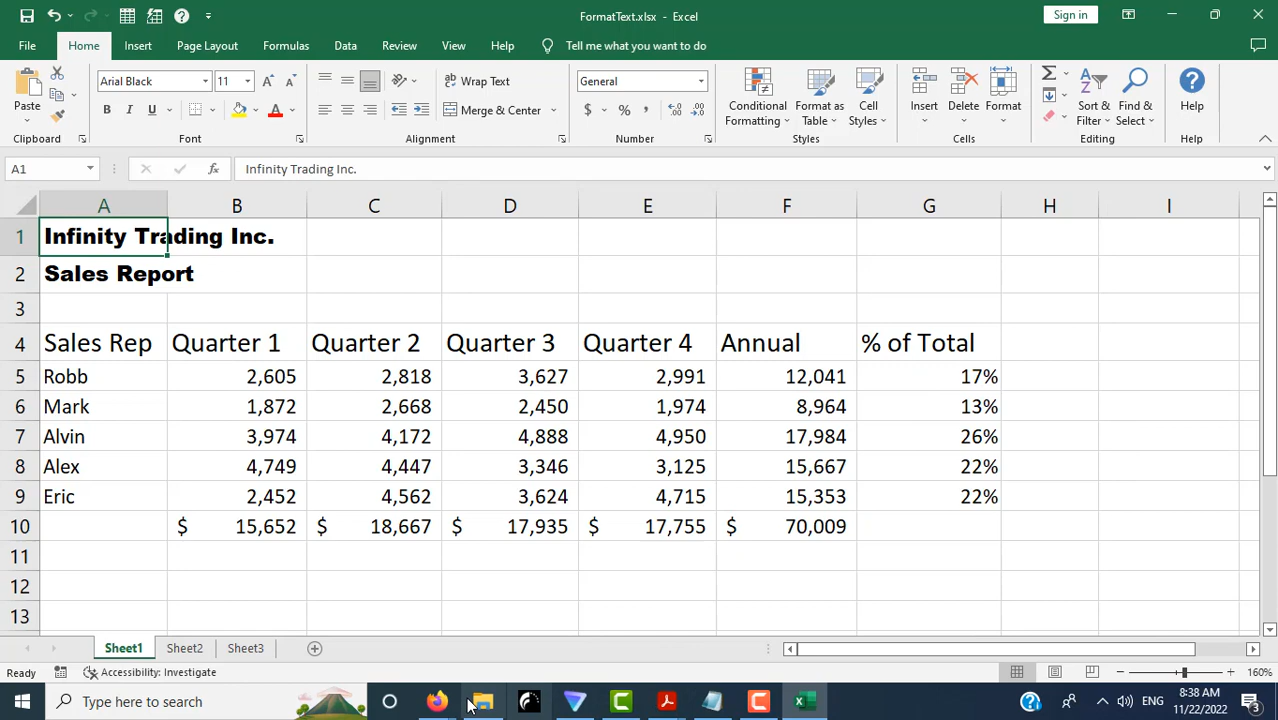 FormatText.xlsx - Excel
Sign in
File Home Insert Page Layout Formulas Data Review View Help Tell me what you want to do
Arial Black 11 Wrap Text General
Paste B I U Merge & Center $ % , Conditional Formatting Format as Table Cell Styles Insert Delete Format Sort & Filter Find & Select Help
Clipboard Font Alignment Number Styles Cells Editing Help
A1 fx Infinity Trading Inc.
A B C D E F G H I
1 Infinity Trading Inc.
2 Sales Report
3
4 Sales Rep Quarter 1 Quarter 2 Quarter 3 Quarter 4 Annual % of Total
5 Robb 2,605 2,818 3,627 2,991 12,041 17%
6 Mark 1,872 2,668 2,450 1,974 8,964 13%
7 Alvin 3,974 4,172 4,888 4,950 17,984 26%
8 Alex 4,749 4,447 3,346 3,125 15,667 22%
9 Eric 2,452 4,562 3,624 4,715 15,353 22%
10 $ 15,652 $ 18,667 $ 17,935 $ 17,755 $ 70,009
11
12
13
Sheet1 Sheet2 Sheet3
Ready Accessibility: Investigate 160%
Type here to search ENG 8:38 AM
11/22/2022 3